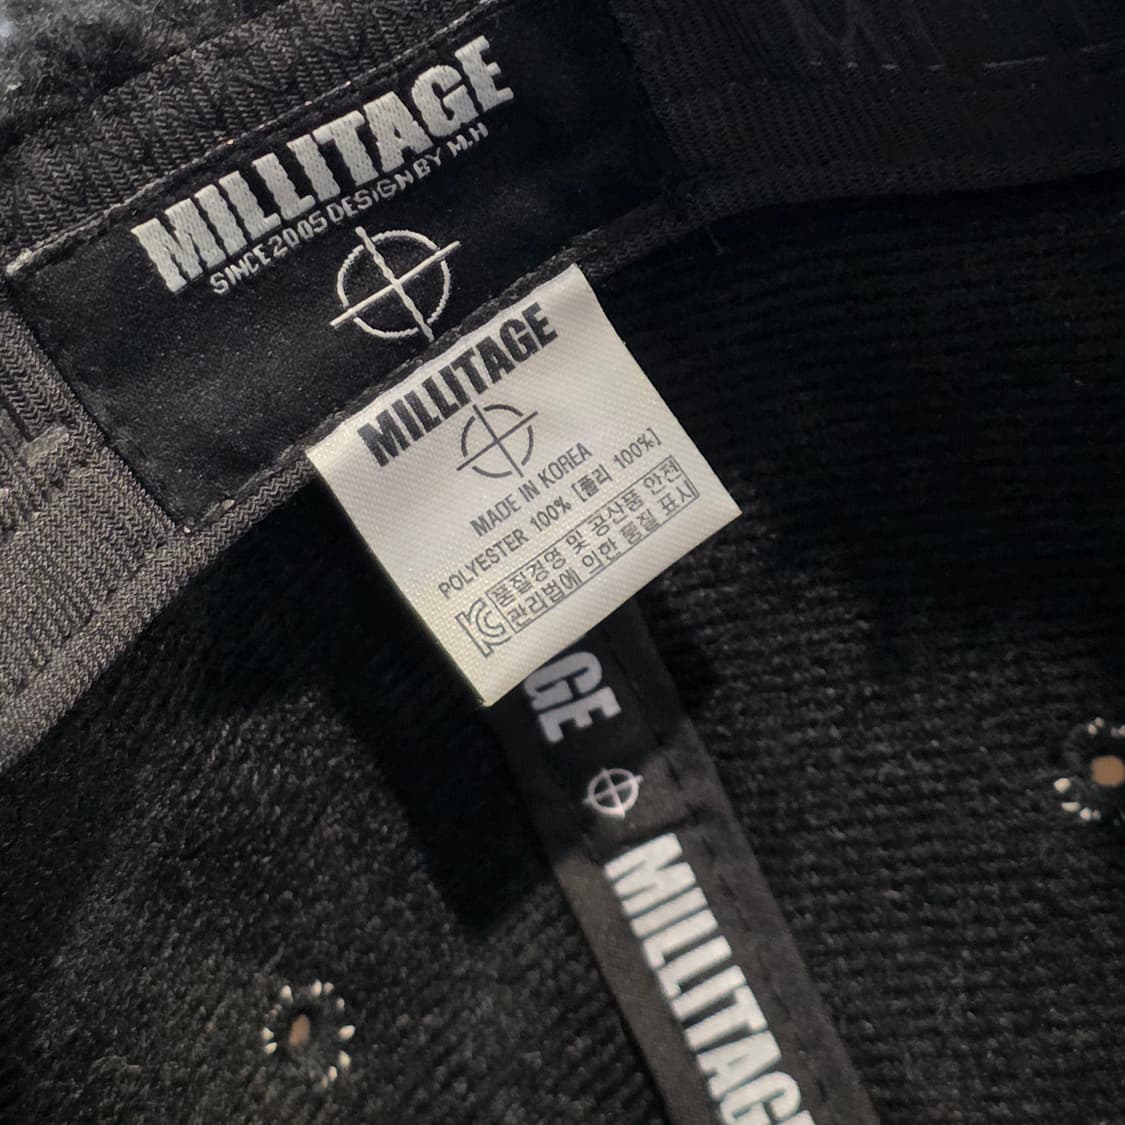 MILLITAGE
SINCE 2005 DESIGN BY M.H
MILLITAGE
MADE IN KOREA
POLYESTER 100% [폴리 100%]
품질경영 및 공산품 안전
관리법에 의한 품질 표시
GE
MILLITAG